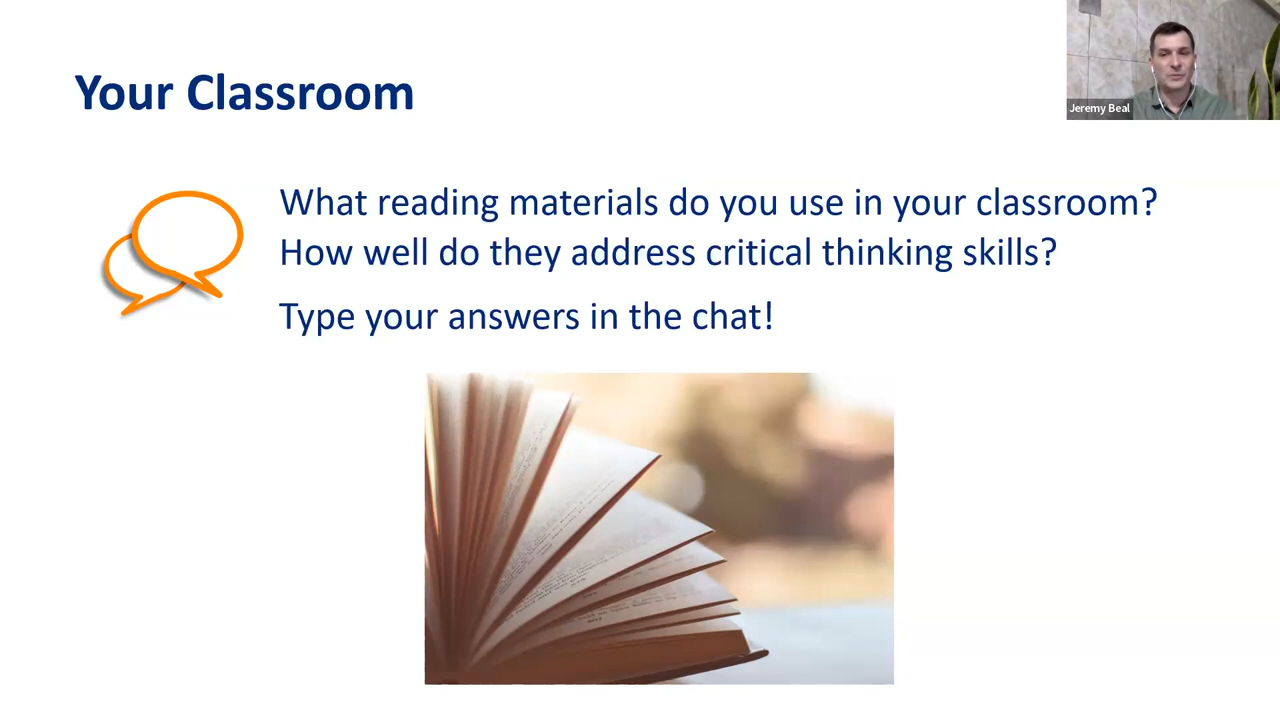 Your Classroom
Jeremy Beal
What reading materials do you use in your classroom?
How well do they address critical thinking skills?
Type your answers in the chat!